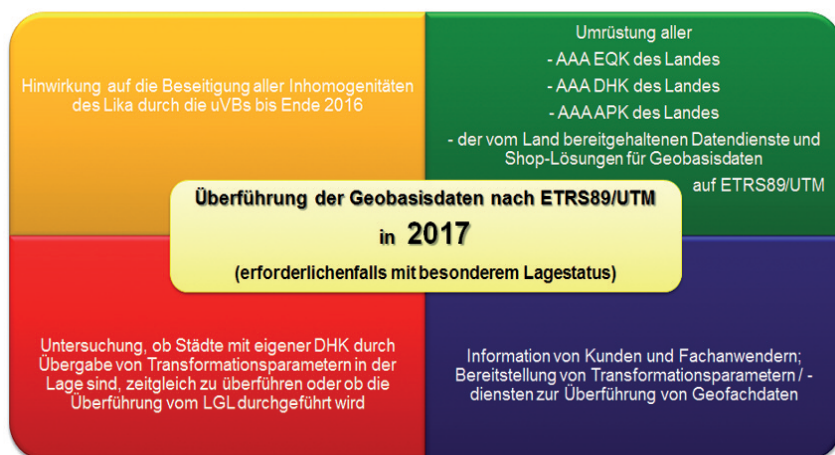 Hinwirkung auf die Beseitigung aller Inhomogenitäten
des Lika durch die uVBs bis Ende 2016
Umrüstung aller
- AAA EQK des Landes
- AAA DHK des Landes
- AAA APK des Landes
- der vom Land bereitgehaltenen Datendienste und
Shop-Lösungen für Geobasisdaten
auf ETRS89/UTM
Überführung der Geobasisdaten nach ETRS89/UTM
in 2017
(erforderlichenfalls mit besonderem Lagestatus)
Untersuchung, ob Städte mit eigener DHK durch
Übergabe von Transformationsparametern in der
Lage sind, zeitgleich zu überführen oder ob die
Überführung vom LGL durchgeführt wird
Information von Kunden und Fachanwendern;
Bereitstellung von Transformationsparametern / -
diensten zur Überführung von Geofachdaten